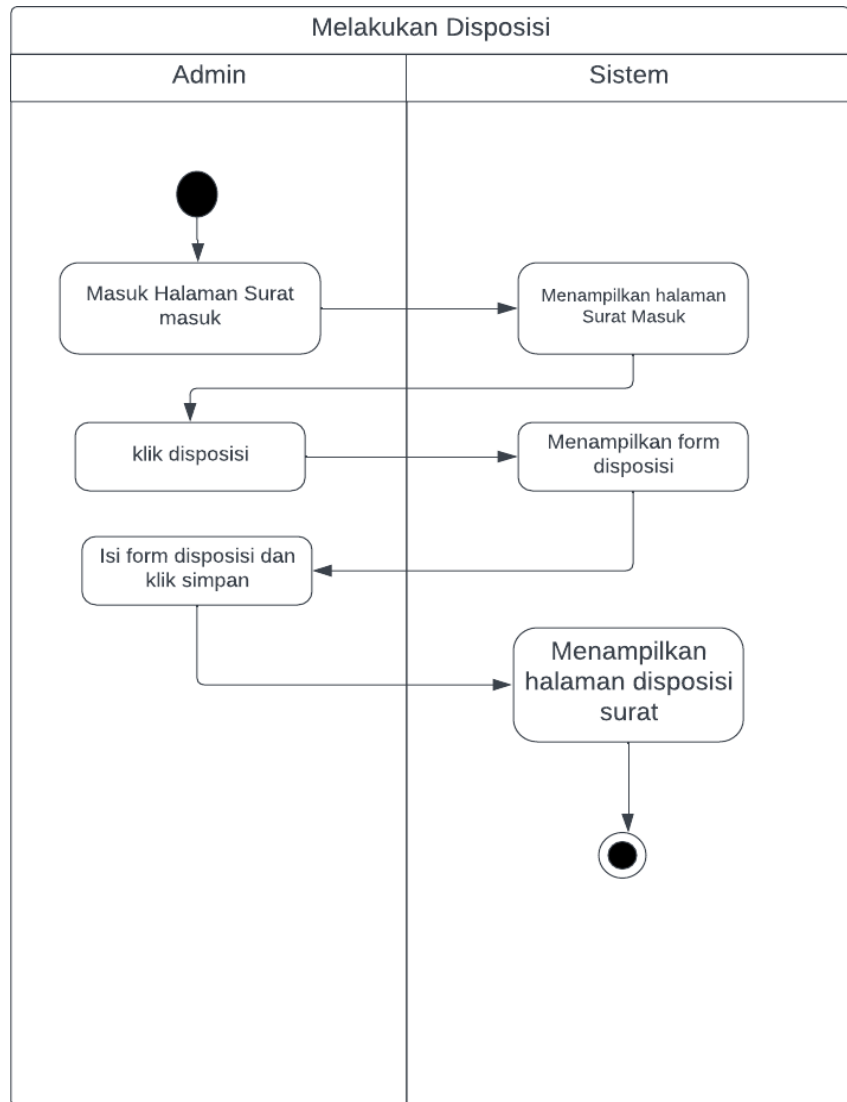 Melakukan Disposisi
Admin
Sistem
Masuk Halaman Surat
masuk
Menampilkan halaman
Surat Masuk
klik disposisi
Menampilkan form
disposisi
Isi form disposisi dan
klik simpan
Menampilkan
halaman disposisi
surat